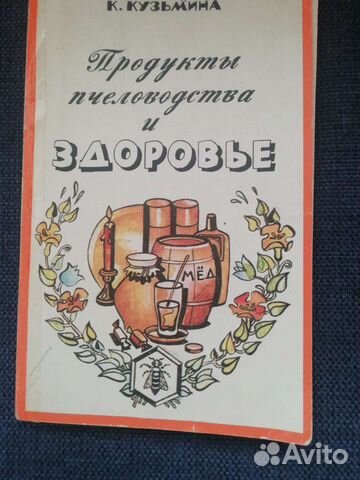 К. КУЗЬМИНА
Продукты
пчеловодства
и
ЗДОРОВЬЕ
МЁД
Avito